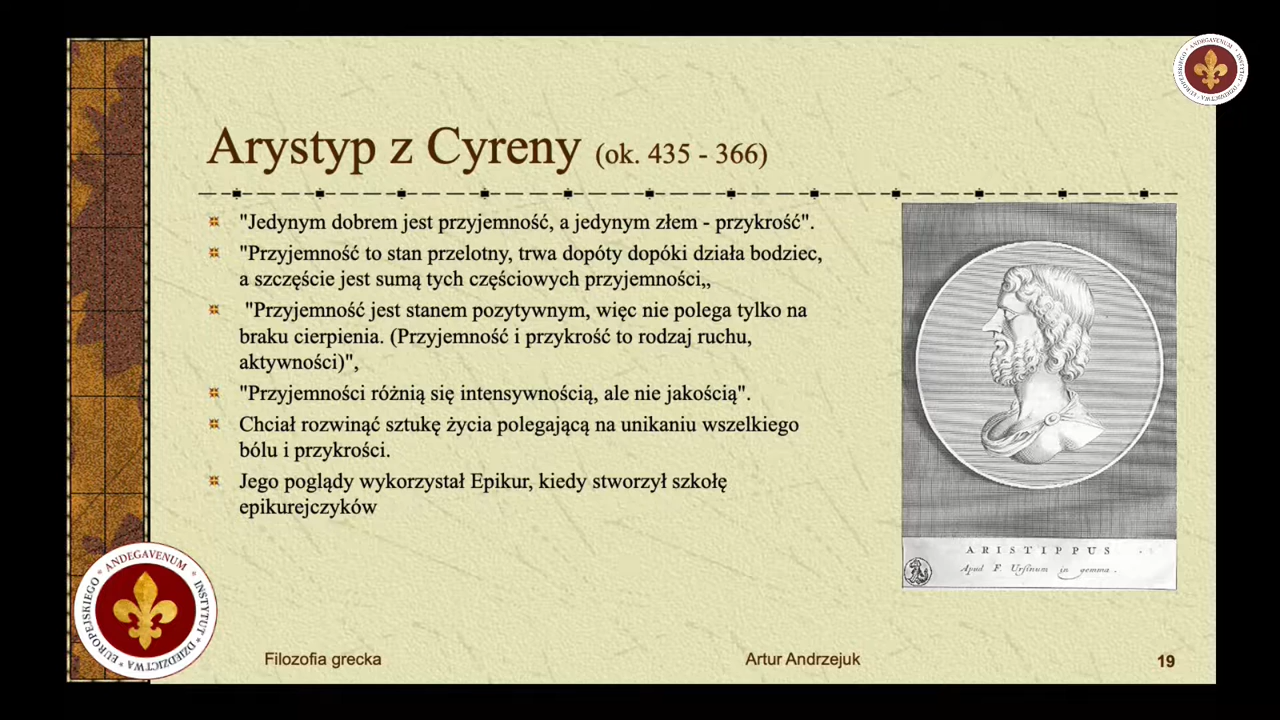 ANDEGAVENUM * INSTYTUT * DZIEDZICTWA * EUROPEJSKIEGO *
Arystyp z Cyreny (ok. 435 - 366)
"Jedynym dobrem jest przyjemność, a jedynym złem - przykrość".
"Przyjemność to stan przelotny, trwa dopóty dopóki działa bodziec,
a szczęście jest sumą tych częściowych przyjemności,,
"Przyjemność jest stanem pozytywnym, więc nie polega tylko na
braku cierpienia. (Przyjemność i przykrość to rodzaj ruchu,
aktywności)",
"Przyjemności różnią się intensywnością, ale nie jakością".
Chciał rozwinąć sztukę życia polegającą na unikaniu wszelkiego
bólu i przykrości.
Jego poglądy wykorzystał Epikur, kiedy stworzył szkołę
epikurejczyków
ARISTIPPUS
Apud F. Ursinum in gemma.
ANDEGAVENUM * INSTYTUT * DZIEDZICTWA * EUROPEJSKIEGO *
Filozofia grecka
Artur Andrzejuk
19